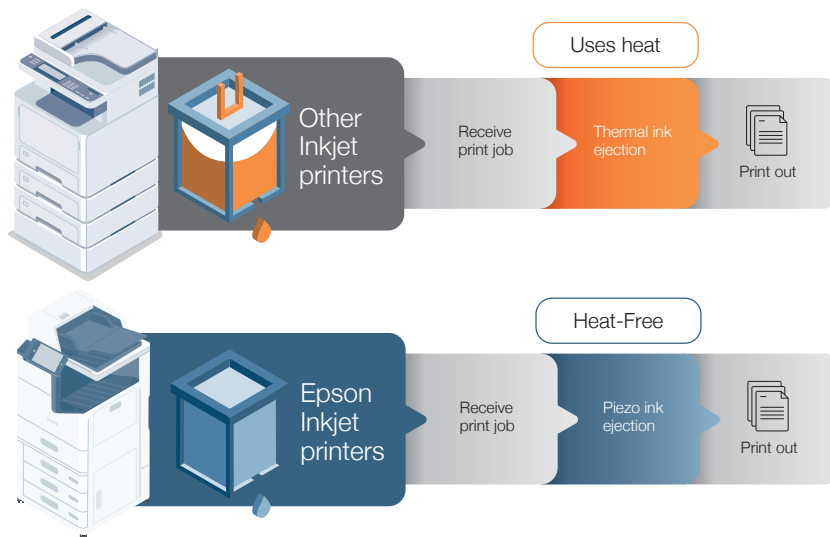 Uses heat
Other
Inkjet
printers
Receive
print job
Thermal ink
ejection
Print out
Heat-Free
Epson
Inkjet
printers
Receive
print job
Piezo ink
ejection
Print out